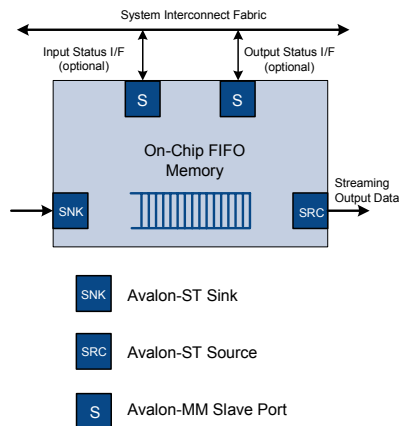 System Interconnect Fabric
Input Status I/F
(optional)
Output Status I/F
(optional)
S
S
On-Chip FIFO
Memory
SNK
SRC
Streaming
Output Data
SNK
Avalon-ST Sink
SRC
Avalon-ST Source
S
Avalon-MM Slave Port